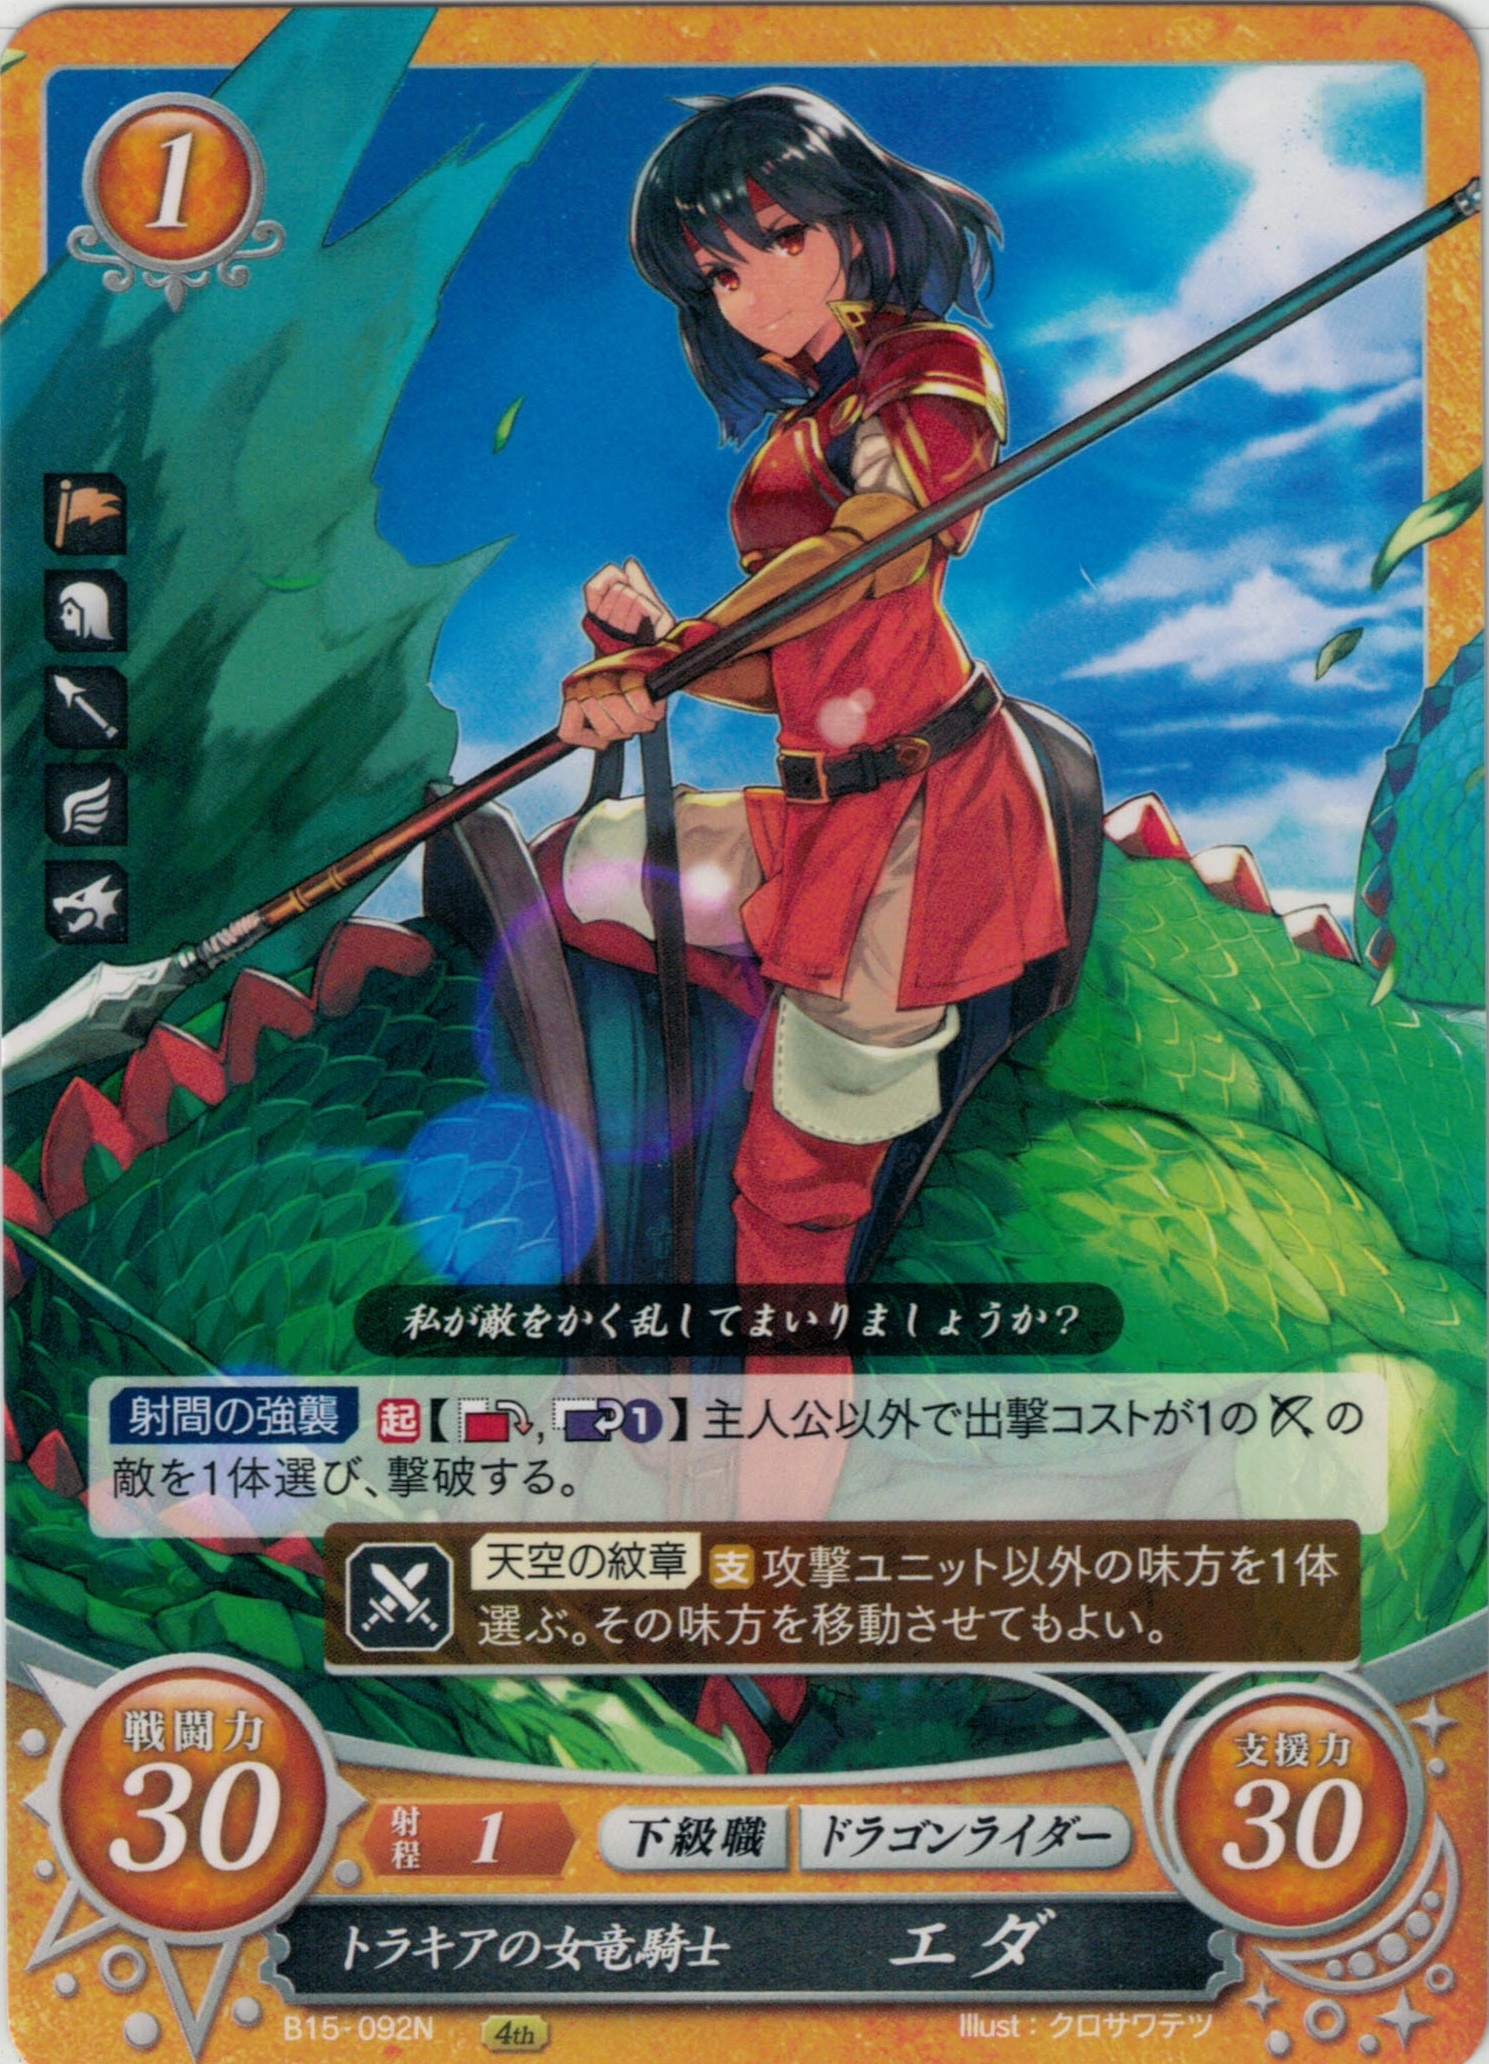 1
私が敵をかく乱してまいりましょうか?
射間の強襲 起【 , 1】主人公以外で出撃コストが1の の
敵を1体選び、撃破する。
天空の紋章 支 攻撃ユニット以外の味方を1体
選ぶ。その味方を移動させてもよい。
戦闘力
30
射程 1
下級職 ドラゴンライダー
支援力
30
トラキアの女竜騎士 エダ
B15-092N 4th Illust:クロサワテツ